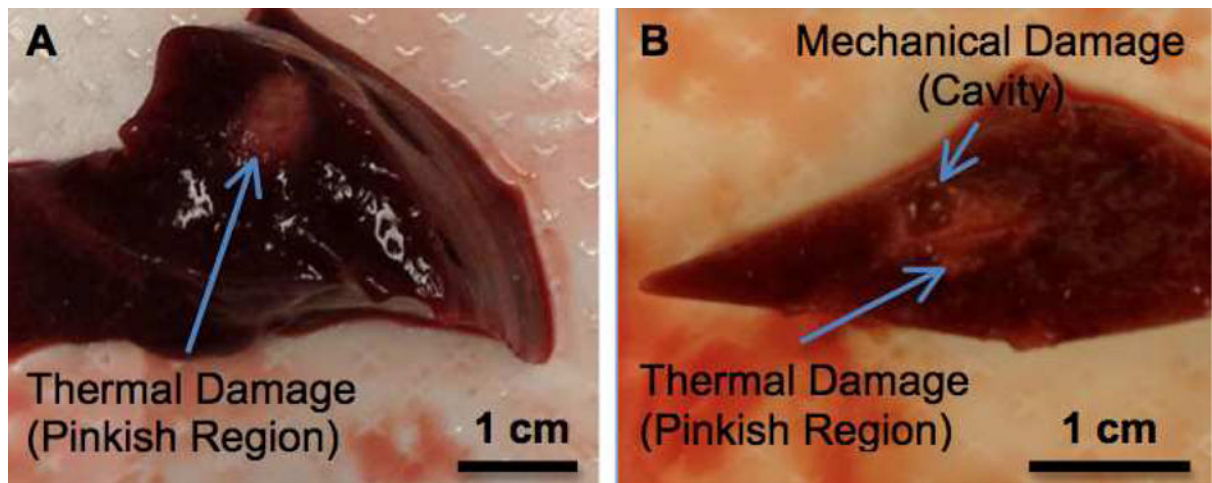 A
Thermal Damage
(Pinkish Region)
1 cm
B
Mechanical Damage
(Cavity)
Thermal Damage
(Pinkish Region)
1 cm